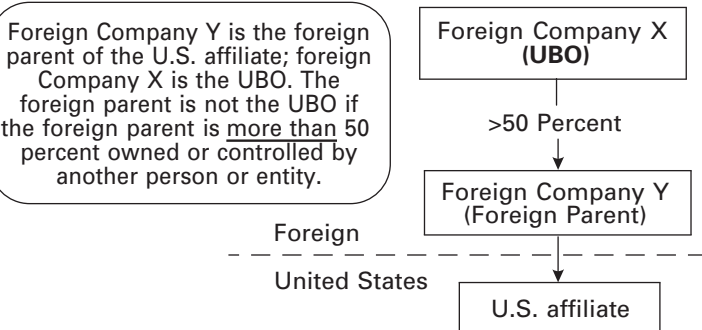 Foreign Company Y is the foreign
parent of the U.S. affiliate; foreign
Company X is the UBO. The
foreign parent is not the UBO if
the foreign parent is more than 50
percent owned or controlled by
another person or entity.
Foreign Company X
(UBO)
>50 Percent
Foreign Company Y
(Foreign Parent)
Foreign
United States
U.S. affiliate